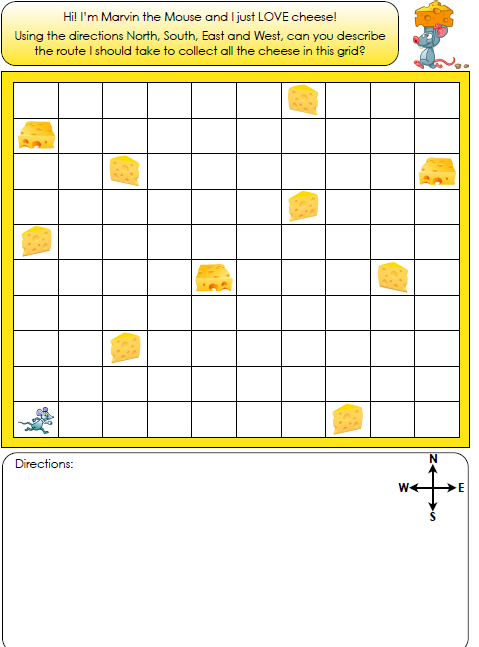 Hi! I'm Marvin the Mouse and I just LOVE cheese!
Using the directions North, South, East and West, can you describe
the route I should take to collect all the cheese in this grid?
Directions:
N
W E
S